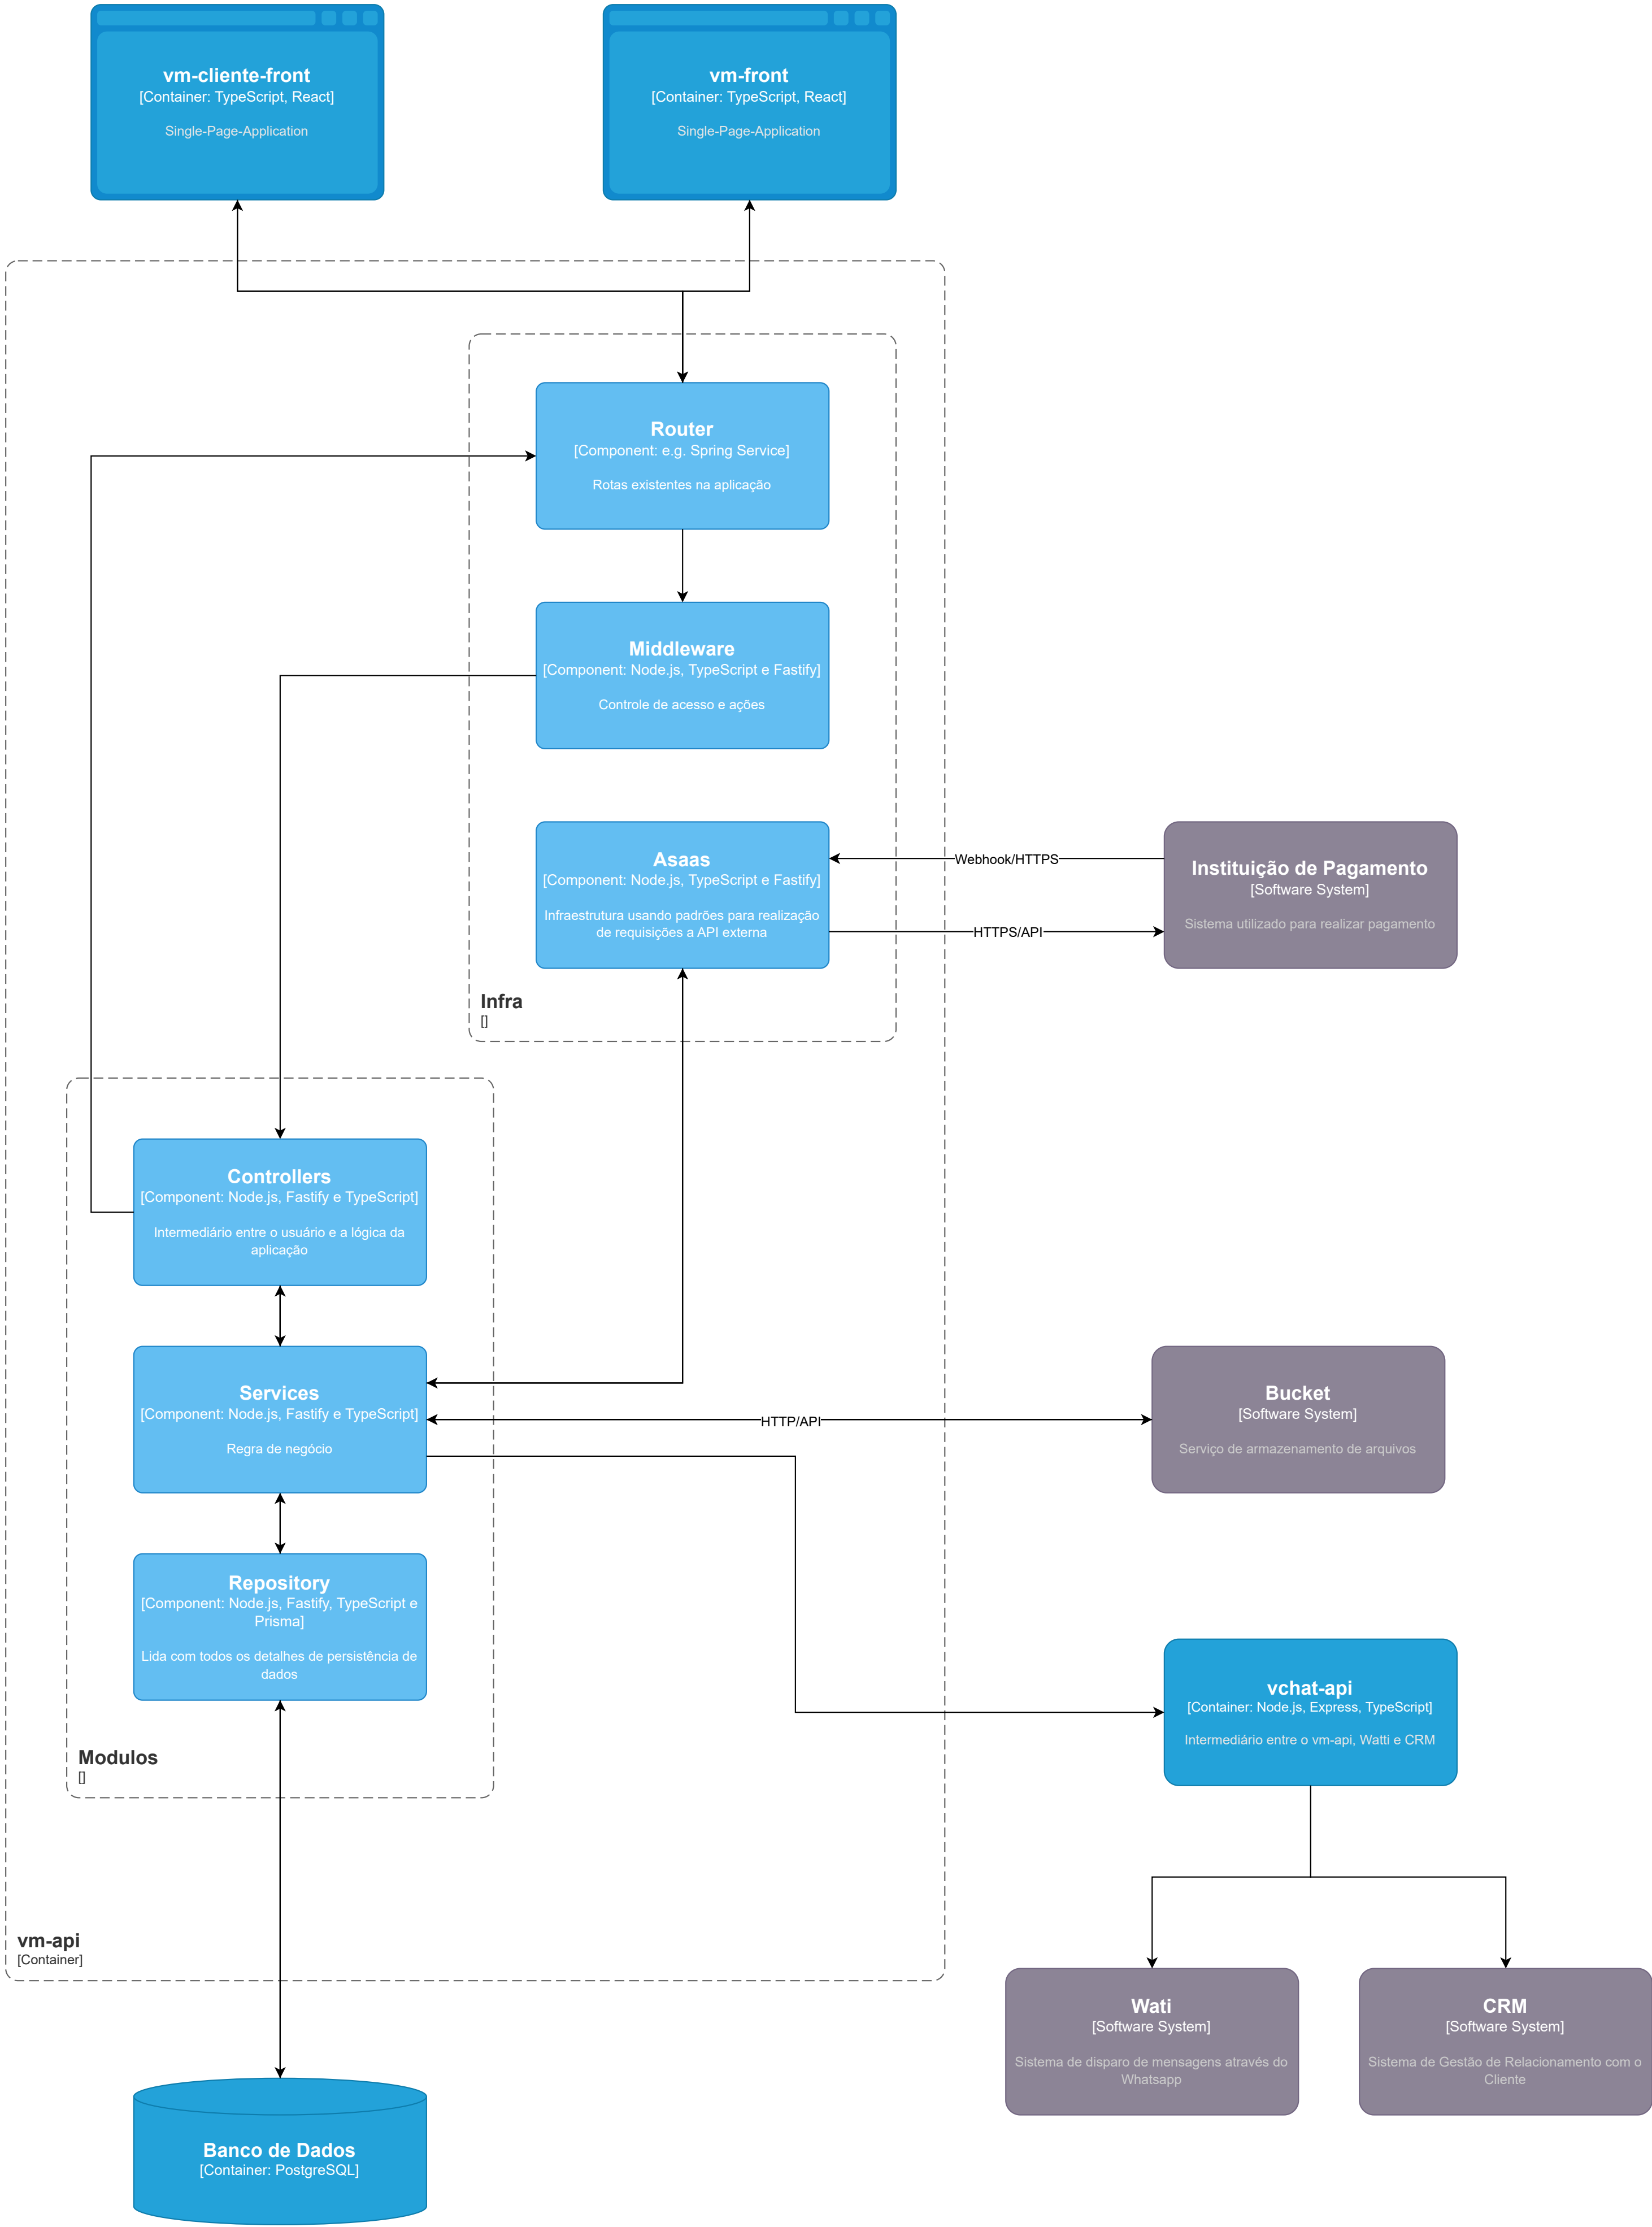 vm-cliente-front
[Container: TypeScript, React]
Single-Page-Application
vm-front
[Container: TypeScript, React]
Single-Page-Application
Router
[Component: e.g. Spring Service]
Rotas existentes na aplicação
Middleware
[Component: Node.js, TypeScript e Fastify]
Controle de acesso e ações
Asaas
[Component: Node.js, TypeScript e Fastify]
Infraestrutura usando padrões para realização
de requisições a API externa
Webhook/HTTPS
HTTPS/API
Instituição de Pagamento
[Software System]
Sistema utilizado para realizar pagamento
Infra
[]
Controllers
[Component: Node.js, Fastify e TypeScript]
Intermediário entre o usuário e a lógica da
aplicação
Services
[Component: Node.js, Fastify e TypeScript]
Regra de negócio
HTTP/API
Bucket
[Software System]
Serviço de armazenamento de arquivos
Repository
[Component: Node.js, Fastify, TypeScript e
Prisma]
Lida com todos os detalhes de persistência de
dados
Modulos
[]
vchat-api
[Container: Node.js, Express, TypeScript]
Intermediário entre o vm-api, Watti e CRM
vm-api
[Container]
Wati
[Software System]
Sistema de disparo de mensagens através do
Whatsapp
CRM
[Software System]
Sistema de Gestão de Relacionamento com o
Cliente
Banco de Dados
[Container: PostgreSQL]